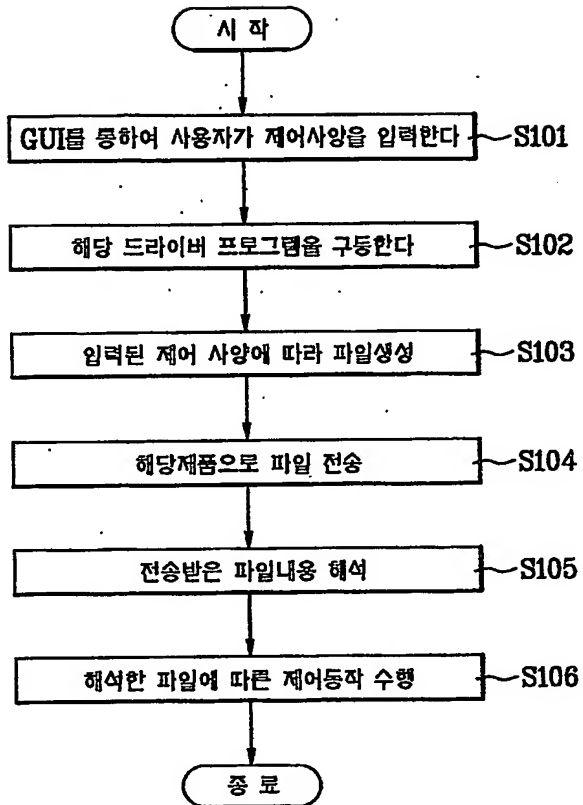 시 작
GUI를 통하여 사용자가 제어사양을 입력한다 S101
해당 드라이버 프로그램을 구동한다 S102
입력된 제어 사양에 따라 파일생성 S103
해당제품으로 파일 전송 S104
전송받은 파일내용 해석 S105
해석한 파일에 따른 제어동작 수행 S106
종 료